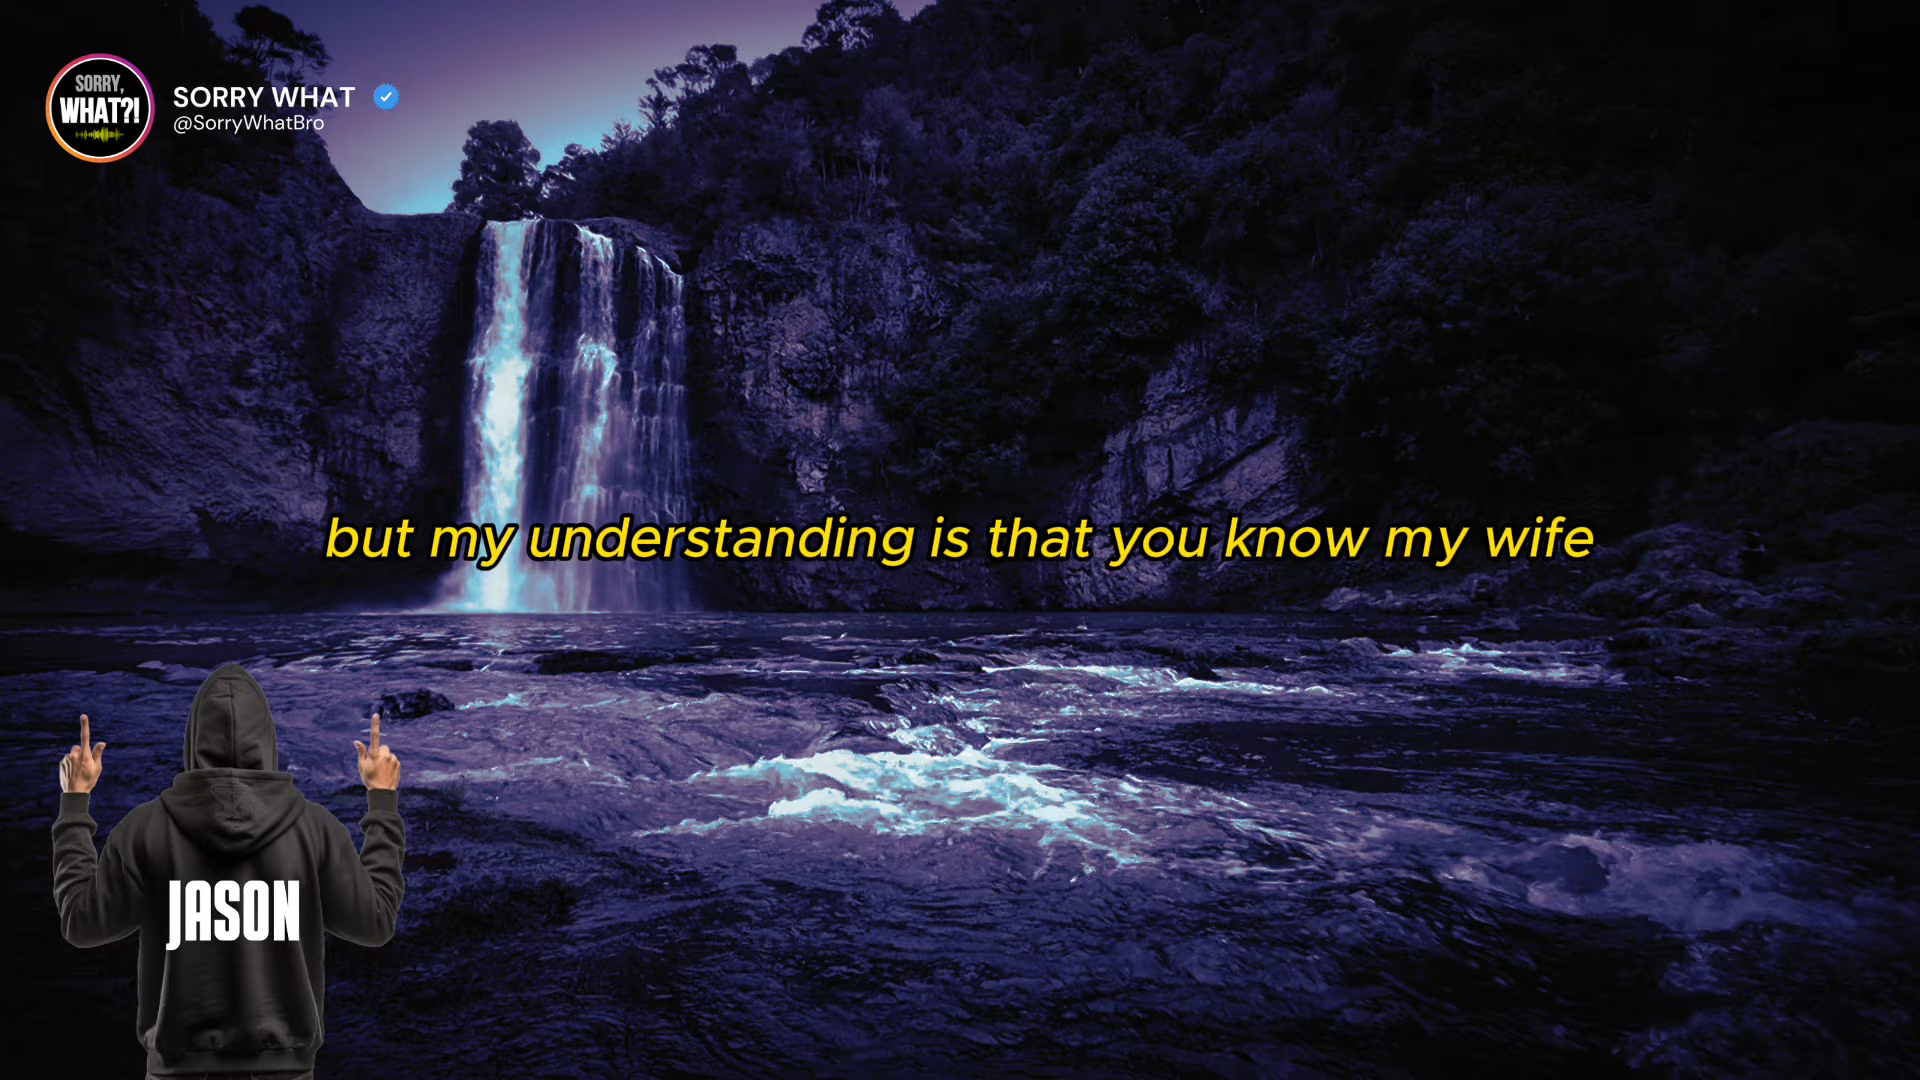 SORRY,
WHAT?!
SORRY WHAT
@SorryWhatBro
but my understanding is that you know my wife
JASON